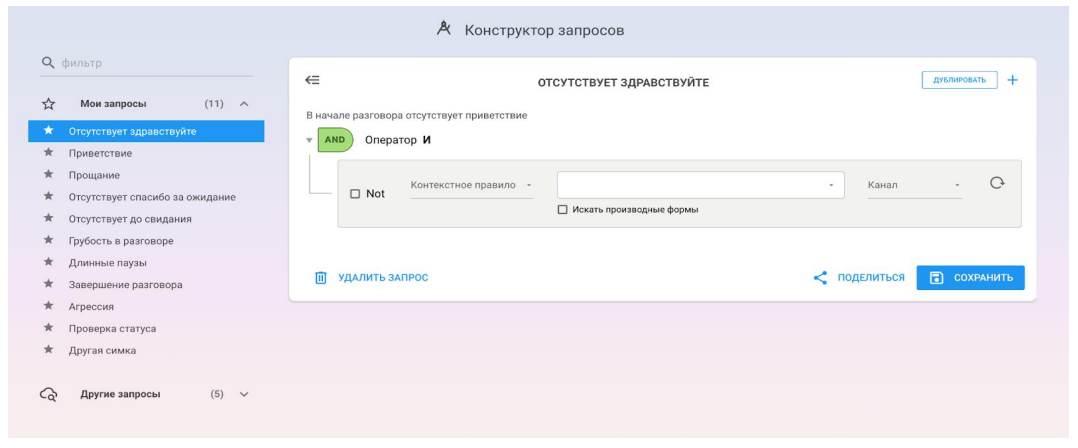 Конструктор запросов
фильтр
Мои запросы (11)
Отсутствует здравствуйте
Приветствие
Прощание
Отсутствует спасибо за ожидание
Отсутствует до свидания
Грубость в разговоре
Длинные паузы
Завершение разговора
Агрессия
Проверка статуса
Другая симка
Другие запросы (5)
ОТСУТСТВУЕТ ЗДРАВСТВУЙТЕ
ДУБЛИРОВАТЬ
В начале разговора отсутствует приветствие
AND Оператор И
Not Контекстное правило Канал
Искать производные формы
УДАЛИТЬ ЗАПРОС ПОДЕЛИТЬСЯ СОХРАНИТЬ